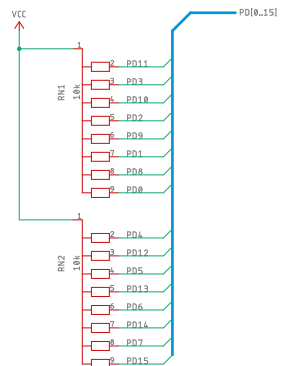 VCC
PD[0..15]
1
RN1
10k
2 PD11
3 PD3
4 PD10
5 PD2
6 PD9
7 PD1
8 PD8
9 PD0
1
RN2
10k
2 PD4
3 PD12
4 PD5
5 PD13
6 PD6
7 PD14
8 PD7
9 PD15